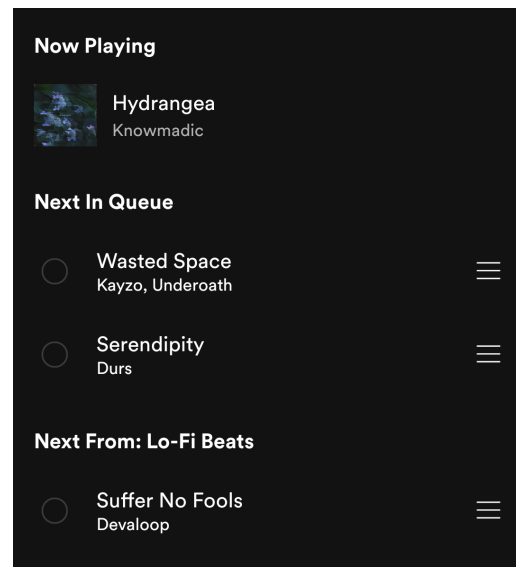 Now Playing
Hydrangea
Knowmadic
Next In Queue
Wasted Space
Kayzo, Underoath
Serendipity
Durs
Next From: Lo-Fi Beats
Suffer No Fools
Devaloop